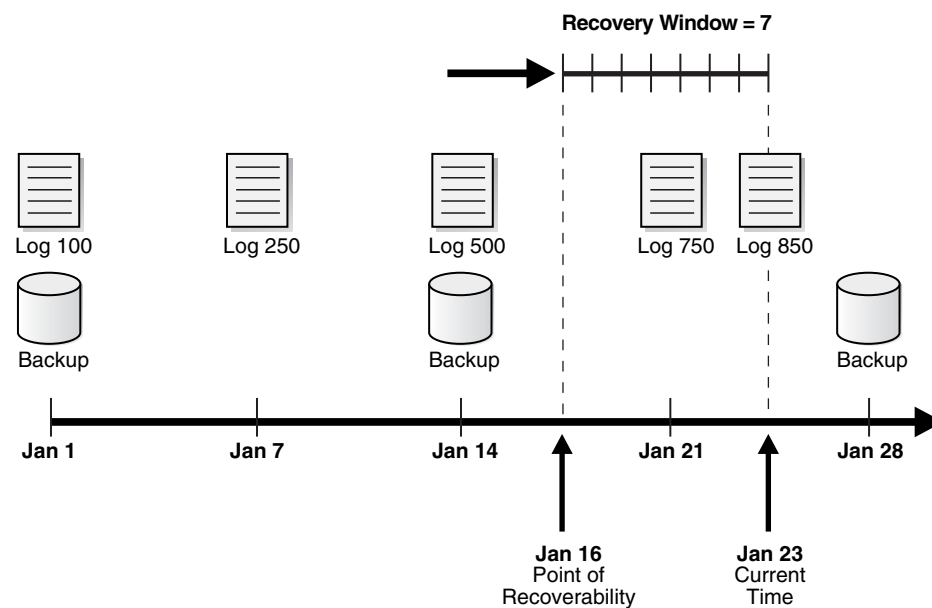 Recovery Window = 7
Log 100
Log 250
Log 500
Log 750
Log 850
Backup
Backup
Backup
Jan 1
Jan 7
Jan 14
Jan 21
Jan 28
Jan 16
Point of
Recoverability
Jan 23
Current
Time